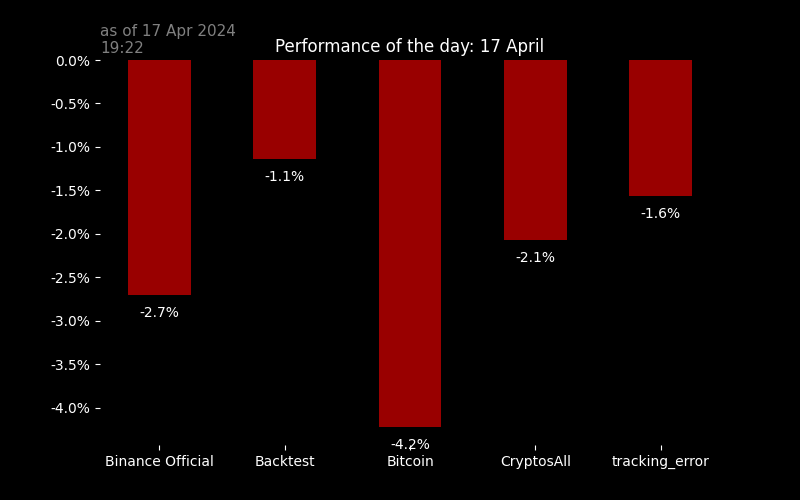 as of 17 Apr 2024
19:22
Performance of the day: 17 April
0.0%
-0.5%
-1.0%
-1.5%
-2.0%
-2.5%
-3.0%
-3.5%
-4.0%
-2.7%
-1.1%
-4.2%
-2.1%
-1.6%
Binance Official
Backtest
Bitcoin
CryptosAll
tracking_error